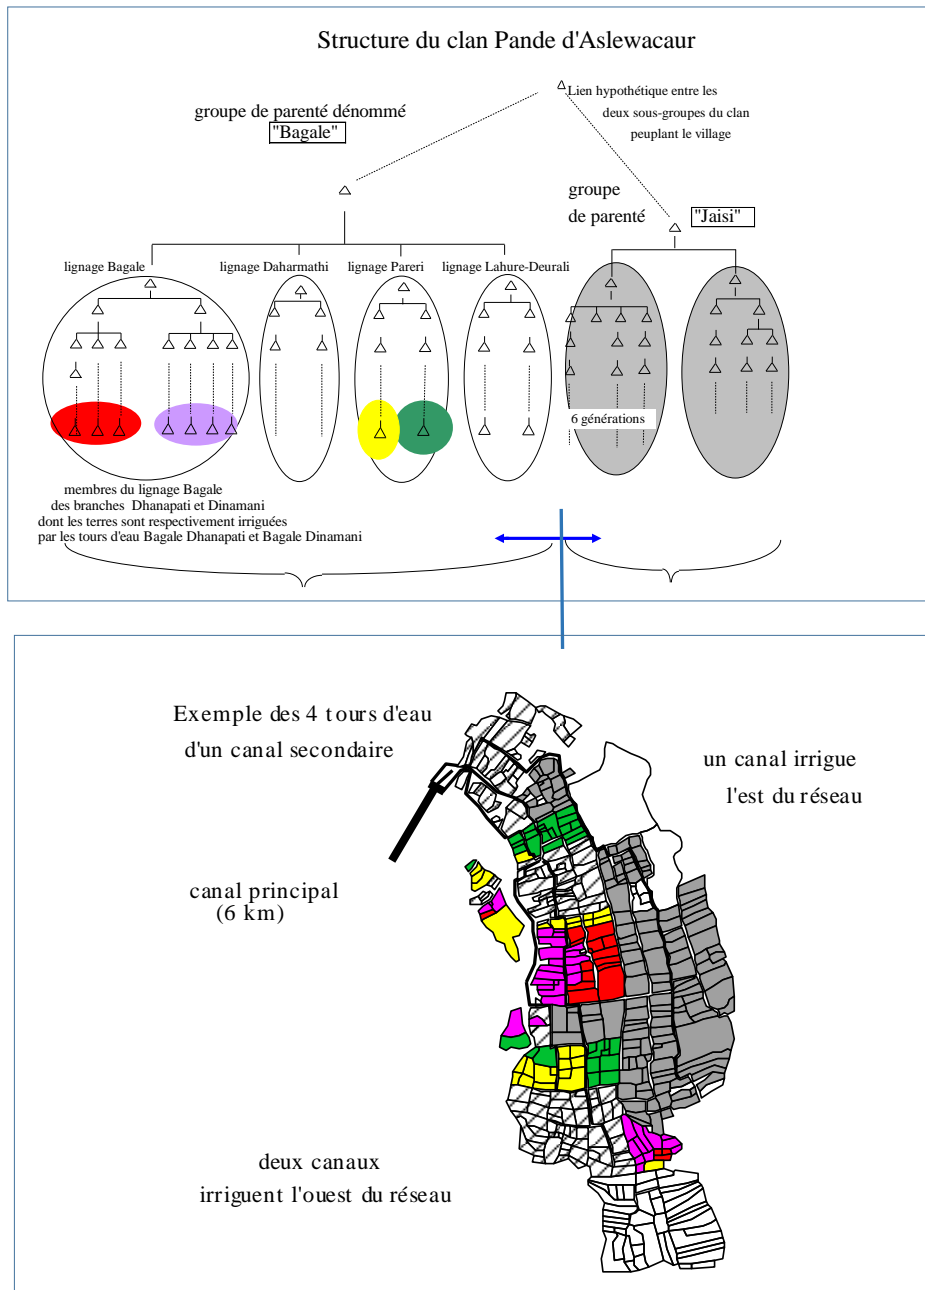 Structure du clan Pande d'Aslewacaur
Lien hypothétique entre les
deux sous-groupes du clan
peuplant le village
groupe de parenté dénommé
"Bagale"
groupe
de parenté
"Jaisi"
lignage Bagale
lignage Daharmathi
lignage Pareri
lignage Lahure-Deurali
6 générations
membres du lignage Bagale
des branches Dhanapati et Dinamani
dont les terres sont respectivement irriguées
par les tours d'eau Bagale Dhanapati et Bagale Dinamani
Exemple des 4 tours d'eau
d'un canal secondaire
un canal irrigue
l'est du réseau
canal principal
(6 km)
deux canaux
irriguent l'ouest du réseau